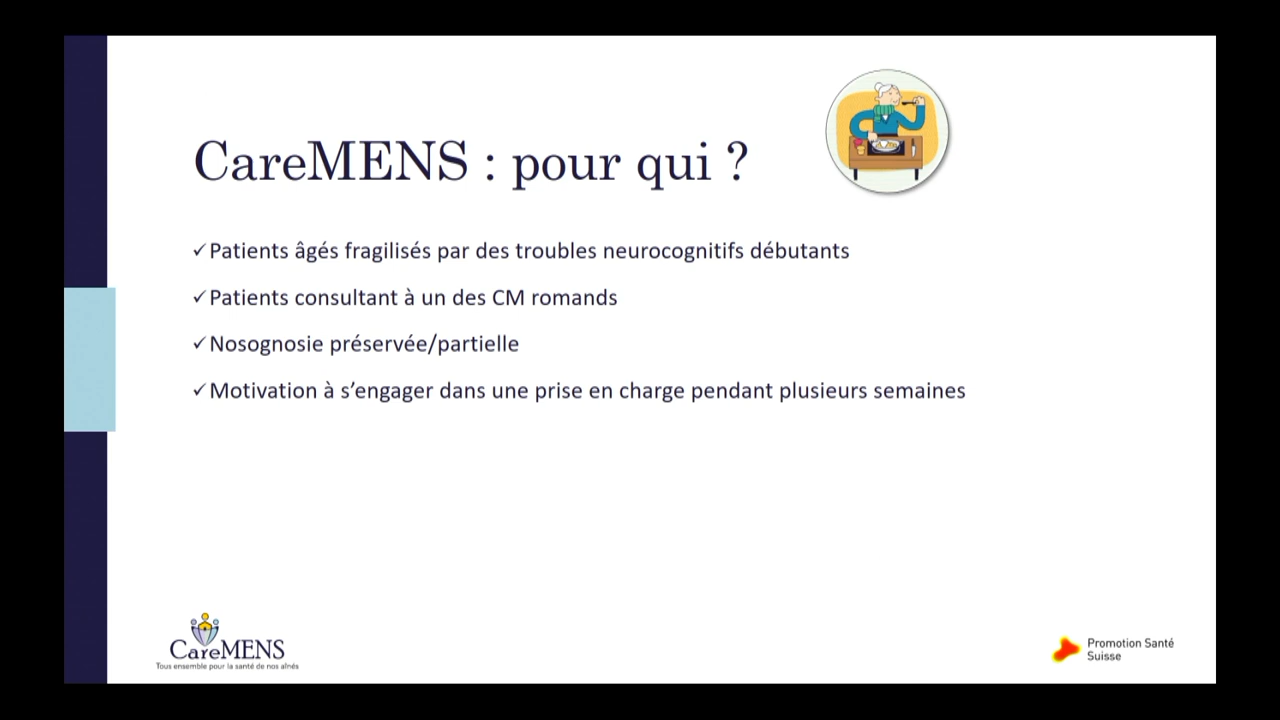 CareMENS : pour qui ?
✓Patients âgés fragilisés par des troubles neurocognitifs débutants
✓Patients consultant à un des CM romands
✓Nosognosie préservée/partielle
✓Motivation à s’engager dans une prise en charge pendant plusieurs semaines
CareMENS
Tous ensemble pour la santé de nos aînés
Promotion Santé
Suisse